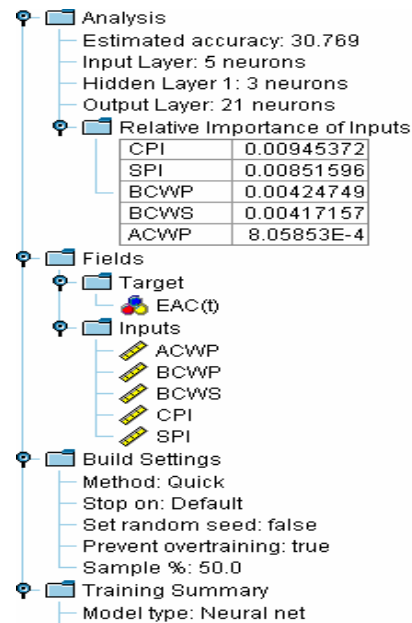 Analysis
Estimated accuracy: 30.769
Input Layer: 5 neurons
Hidden Layer 1: 3 neurons
Output Layer: 21 neurons
Relative Importance of Inputs
CPI 0.00945372
SPI 0.00851596
BCWP 0.00424749
BCWS 0.00417157
ACWP 8.05853E-4
Fields
Target
EAC(t)
Inputs
ACWP
BCWP
BCWS
CPI
SPI
Build Settings
Method: Quick
Stop on: Default
Set random seed: false
Prevent overtraining: true
Sample %: 50.0
Training Summary
Model type: Neural net